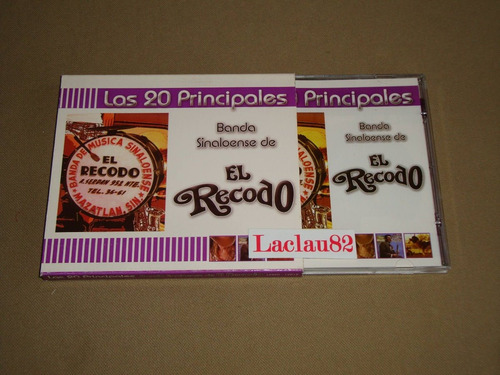 Los 20 Principales
Banda
Sinaloense de
EL
RecoDO
BANDA DE MUSICA SINALOENSE
EL
RECODO
TEL. 36-41
MAZATLAN, SIN.
Principales
Banda
Sinaloense de
EL
RecoDO
Laclau82